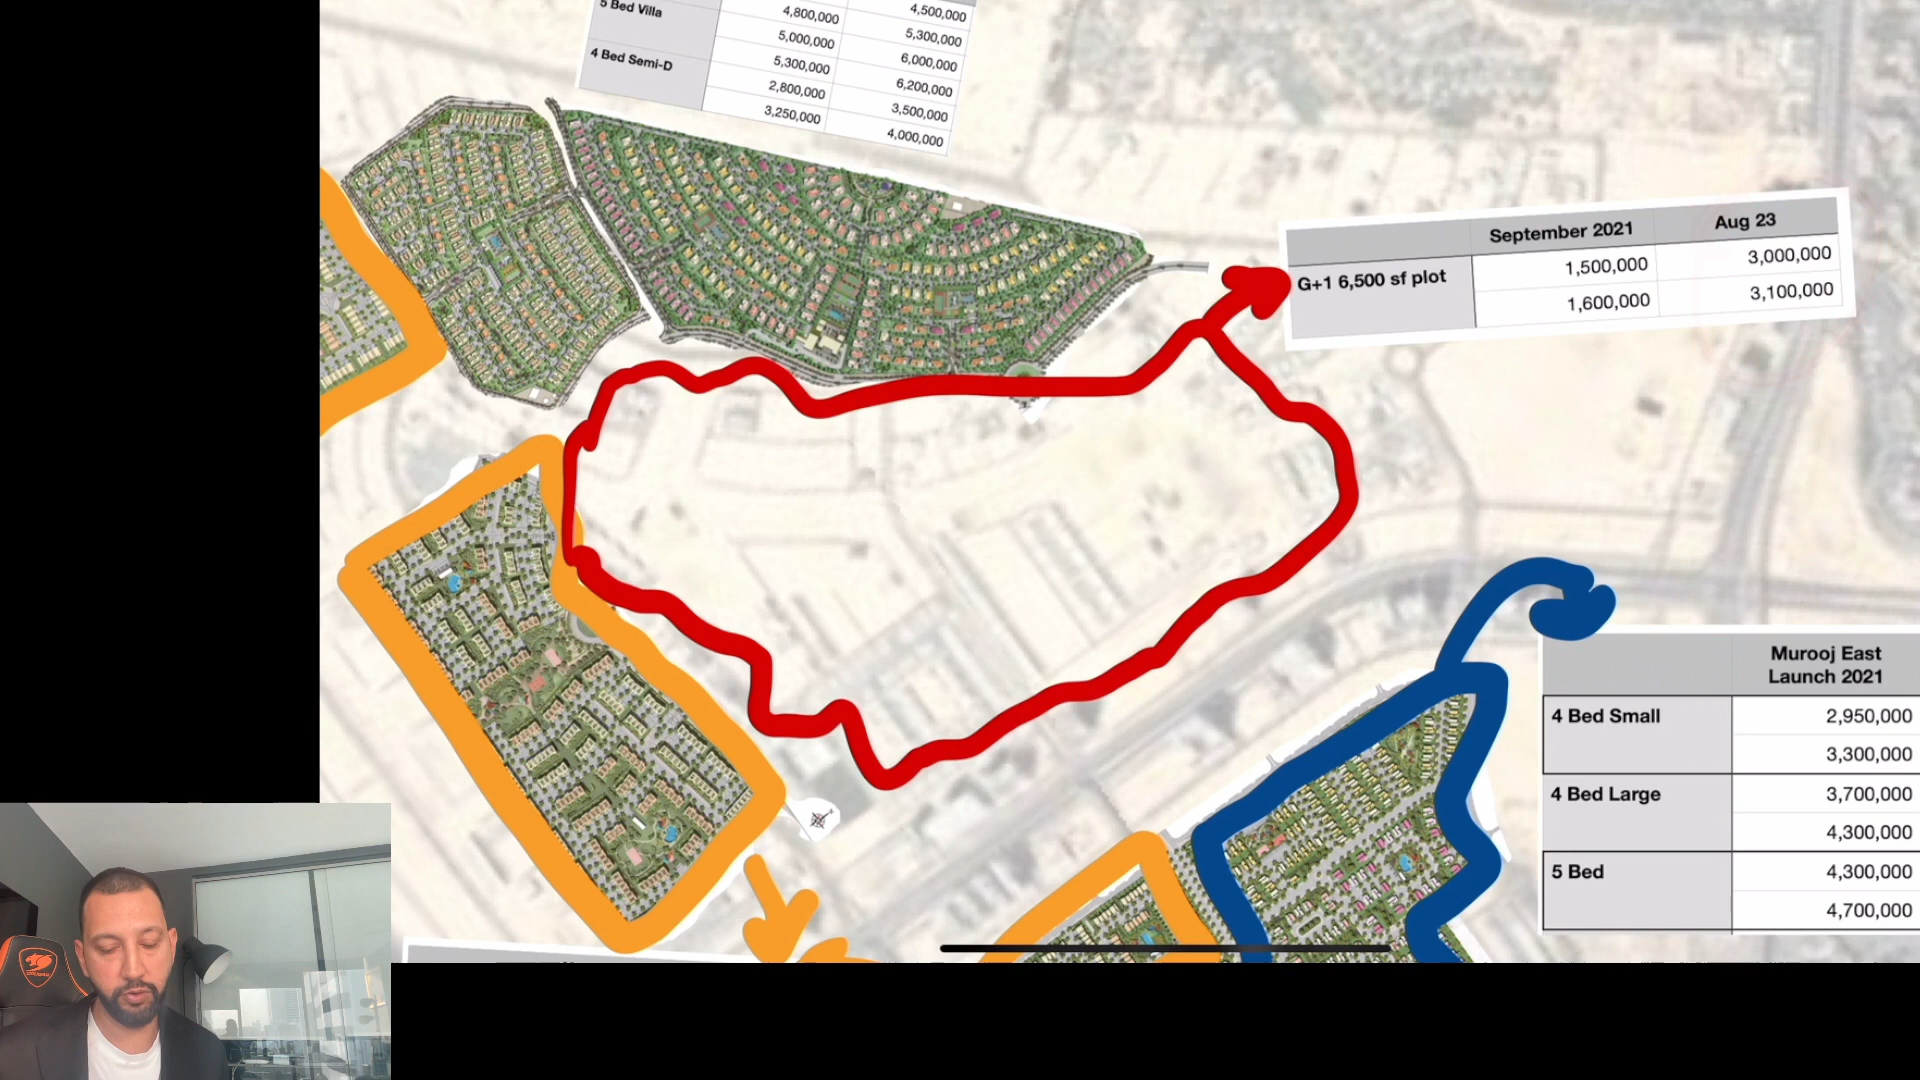 5 Bed Villa
4,800,000 4,500,000
5,000,000 5,300,000
4 Bed Semi-D 5,300,000 6,000,000
2,800,000 6,200,000
3,250,000 3,500,000
4,000,000
September 2021 Aug 23
G+1 6,500 sf plot 1,500,000 3,000,000
1,600,000 3,100,000
Murooj East
Launch 2021
4 Bed Small 2,950,000
3,300,000
4 Bed Large 3,700,000
4,300,000
5 Bed 4,300,000
4,700,000